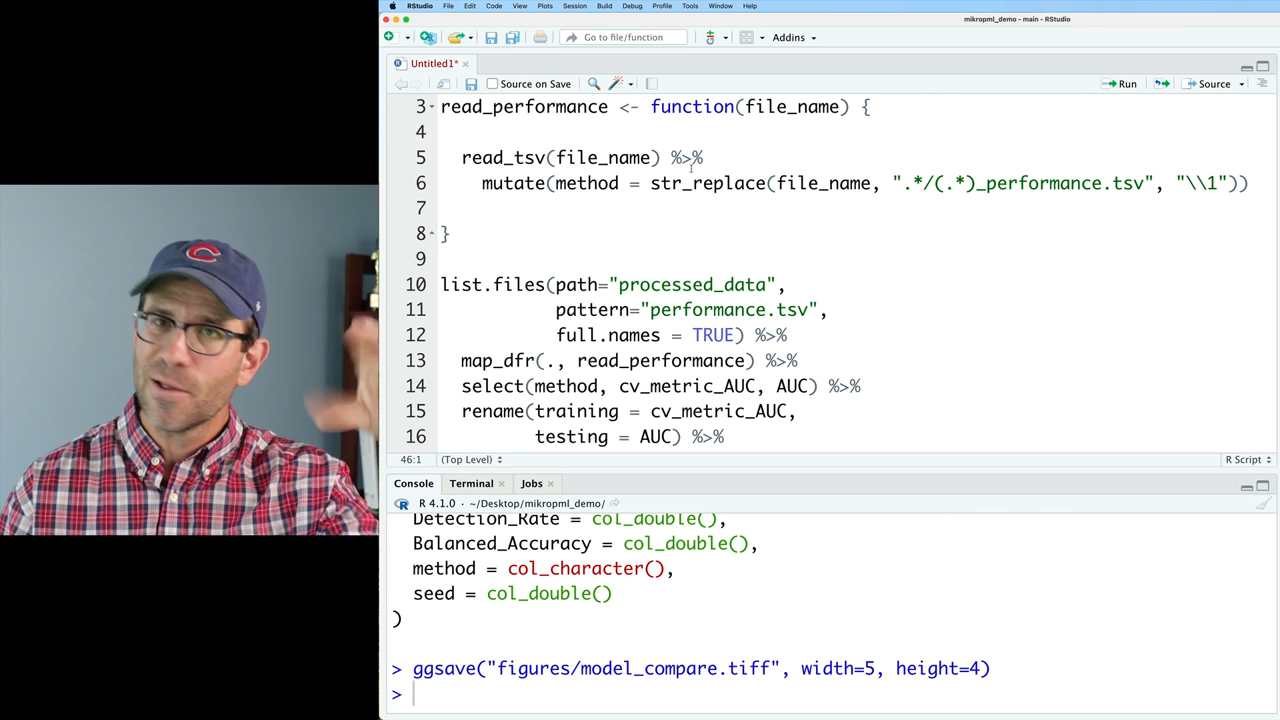 RStudio File Edit Code View Plots Session Build Debug Profile Tools Window Help
mikropml_demo - main - RStudio
Go to file/function Addins
Untitled1*
Source on Save Run Source
3 read_performance <- function(file_name) {
4
5 read_tsv(file_name) %>%
6 mutate(method = str_replace(file_name, ".*/(.*)_performance.tsv", "\\1"))
7
8 }
9
10 list.files(path="processed_data",
11 pattern="performance.tsv",
12 full.names = TRUE) %>%
13 map_dfr(., read_performance) %>%
14 select(method, cv_metric_AUC, AUC) %>%
15 rename(training = cv_metric_AUC,
16 testing = AUC) %>%
46:1 (Top Level) R Script
Console Terminal Jobs
R 4.1.0 · ~/Desktop/mikropml_demo/
Detection_Rate = col_double(),
Balanced_Accuracy = col_double(),
method = col_character(),
seed = col_double()
)
> ggsave("figures/model_compare.tiff", width=5, height=4)
>
C